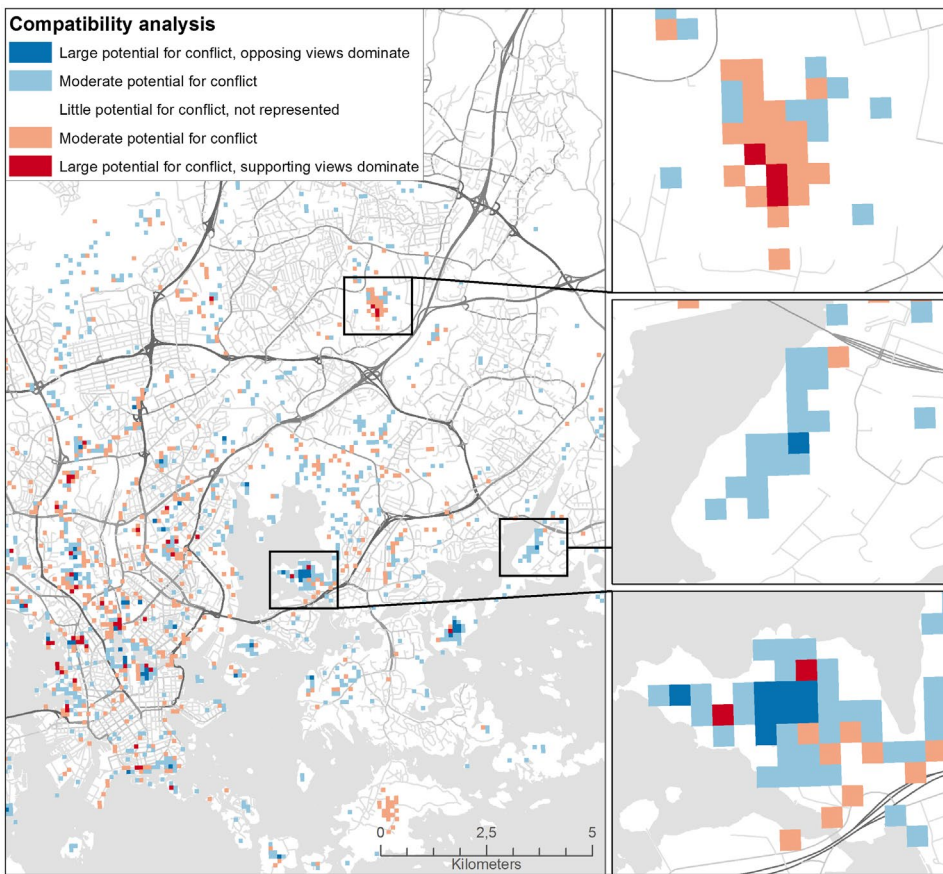 Compatibility analysis
Large potential for conflict, opposing views dominate
Moderate potential for conflict
Little potential for conflict, not represented
Moderate potential for conflict
Large potential for conflict, supporting views dominate
0 2,5 5
Kilometers